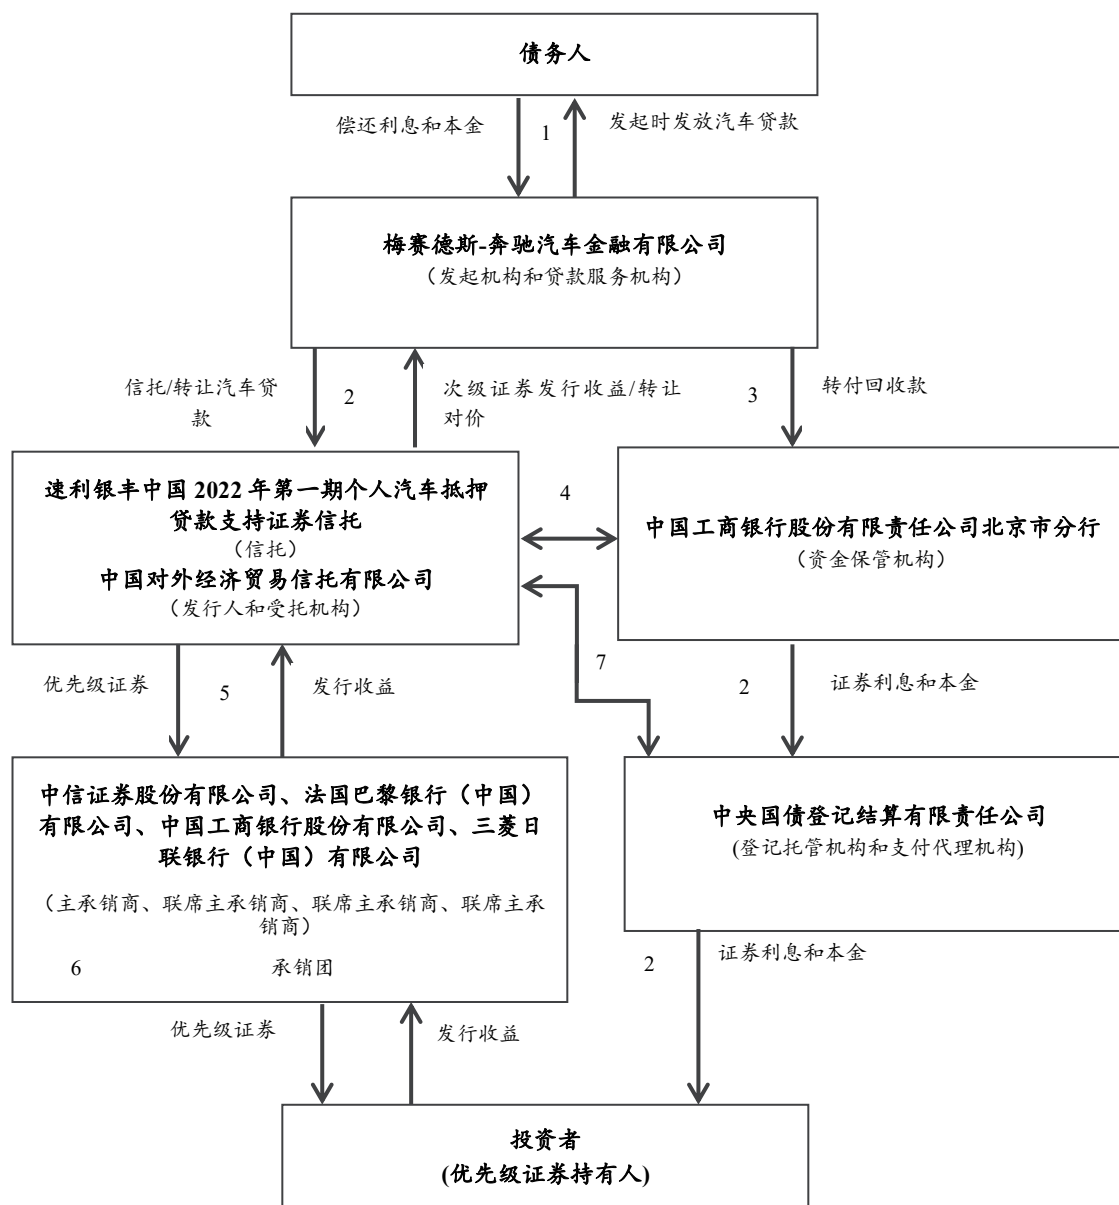 债务人
偿还利息和本金
1
发起时发放汽车贷款
梅赛德斯-奔驰汽车金融有限公司
（发起机构和贷款服务机构）
信托/转让汽车贷
款
2
次级证券发行收益/转让
对价
3
转付回收款
速利银丰中国 2022 年第一期个人汽车抵押
贷款支持证券信托
（信托）
中国对外经济贸易信托有限公司
（发行人和受托机构）
4
中国工商银行股份有限责任公司北京市分行
（资金保管机构）
优先级证券
5
发行收益
7
2
证券利息和本金
中信证券股份有限公司、法国巴黎银行（中国）
有限公司、中国工商银行股份有限公司、三菱日
联银行（中国）有限公司
（主承销商、联席主承销商、联席主承销商、联席主承
销商）
6
承销团
中央国债登记结算有限责任公司
(登记托管机构和支付代理机构)
2
证券利息和本金
优先级证券
发行收益
投资者
(优先级证券持有人)